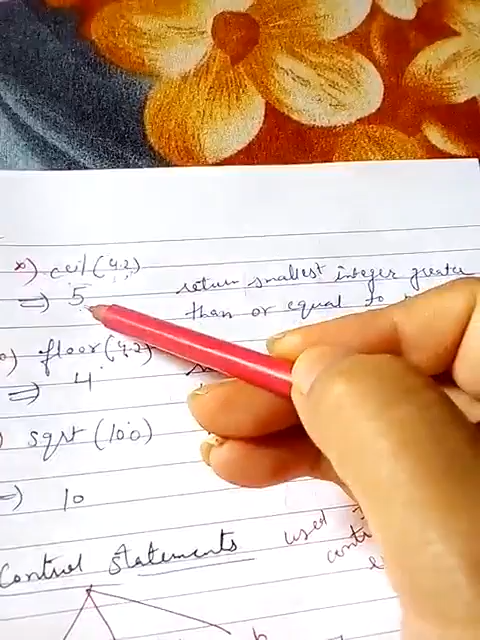 *) ceil(4.2) return smallest integer greate
=> 5 than or equal to
) floor(4.2)
=> 4
) sqrt (100)
=) 10
Control Statements used